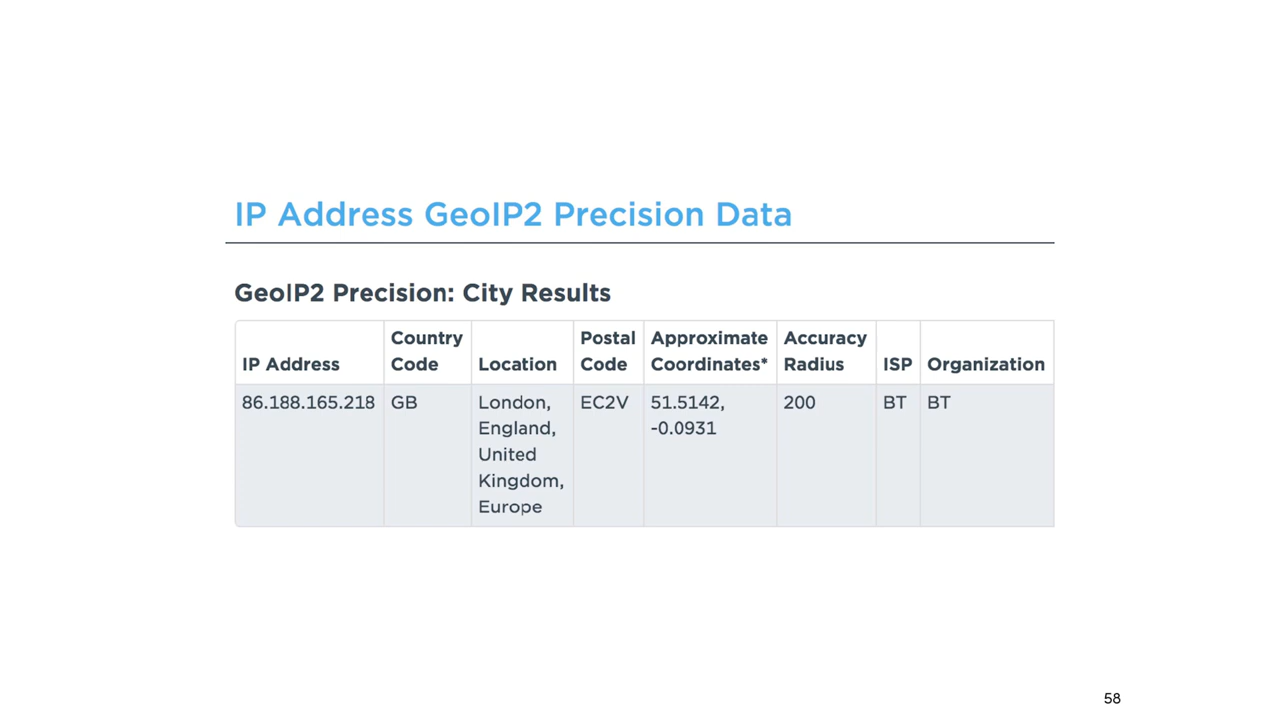 IP Address GeoIP2 Precision Data
GeoIP2 Precision: City Results
IP Address
Country
Code
Location
Postal
Code
Approximate
Coordinates*
Accuracy
Radius
ISP
Organization
86.188.165.218
GB
London,
England,
United
Kingdom,
Europe
EC2V
51.5142,
-0.0931
200
BT
BT
58